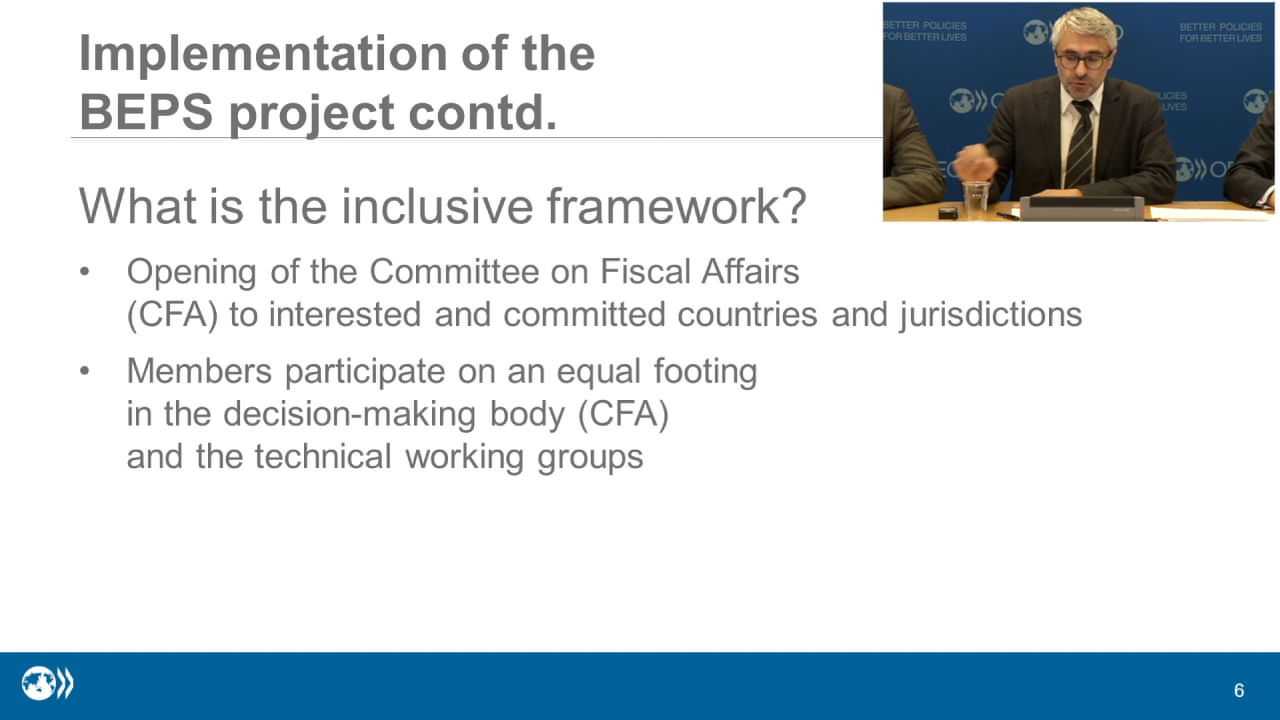 Implementation of the
BEPS project contd.
What is the inclusive framework?
• Opening of the Committee on Fiscal Affairs
(CFA) to interested and committed countries and jurisdictions
• Members participate on an equal footing
in the decision-making body (CFA)
and the technical working groups
BETTER POLICIES
FOR BETTER LIVES
BETTER POLICIES
FOR BETTER LIVES
6